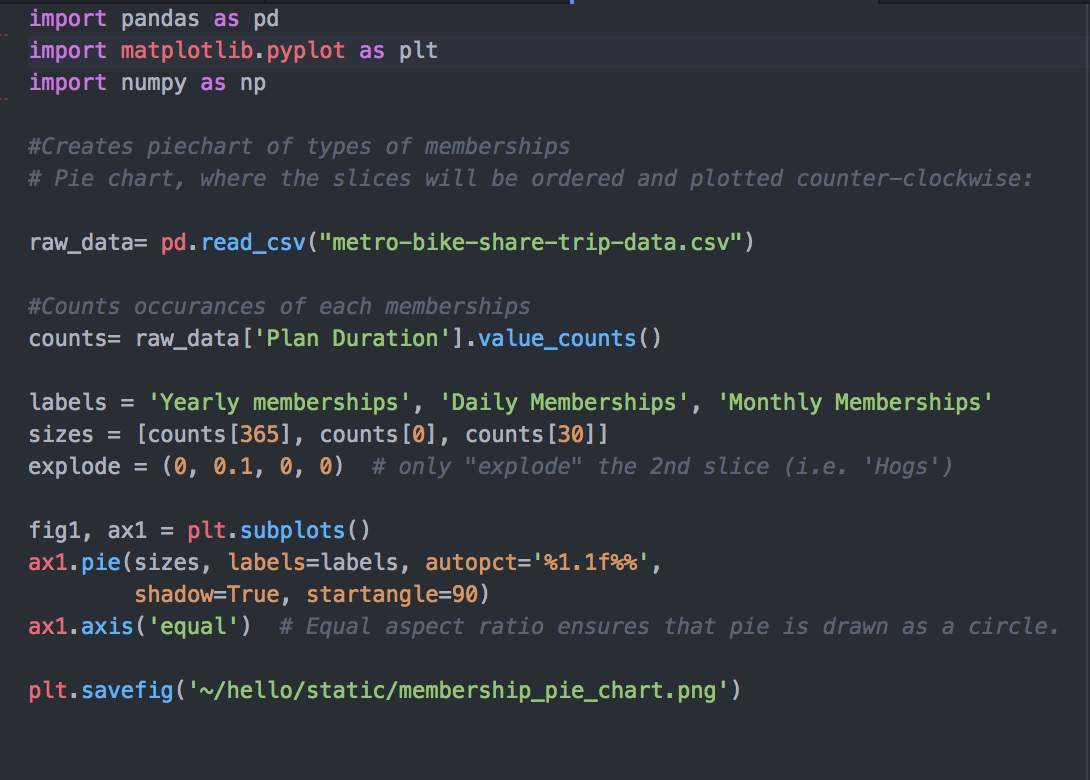 import pandas as pd
import matplotlib.pyplot as plt
import numpy as np
#Creates piechart of types of memberships
# Pie chart, where the slices will be ordered and plotted counter-clockwise:
raw_data= pd.read_csv("metro-bike-share-trip-data.csv")
#Counts occurances of each memberships
counts= raw_data['Plan Duration'].value_counts()
labels = 'Yearly memberships', 'Daily Memberships', 'Monthly Memberships'
sizes = [counts[365], counts[0], counts[30]]
explode = (0, 0.1, 0, 0)  # only "explode" the 2nd slice (i.e. 'Hogs')
fig1, ax1 = plt.subplots()
ax1.pie(sizes, labels=labels, autopct='%1.1f%%',
        shadow=True, startangle=90)
ax1.axis('equal')  # Equal aspect ratio ensures that pie is drawn as a circle.
plt.savefig('~/hello/static/membership_pie_chart.png')